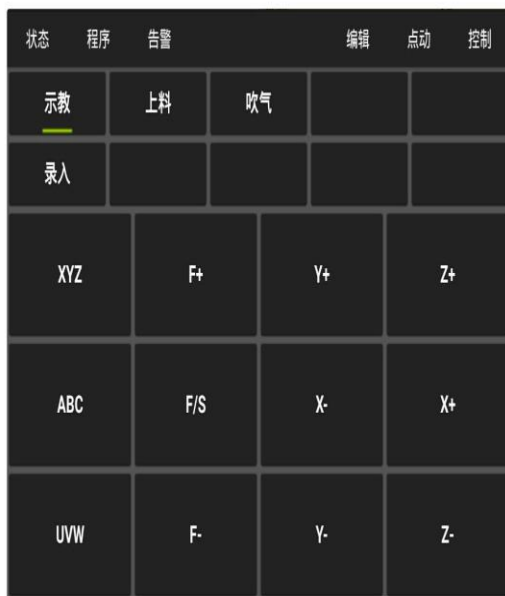 状态 程序 告警 编辑 点动 控制
示教 上料 吹气
录入
XYZ F+ Y+ Z+
ABC F/S X- X+
UVW F- Y- Z-